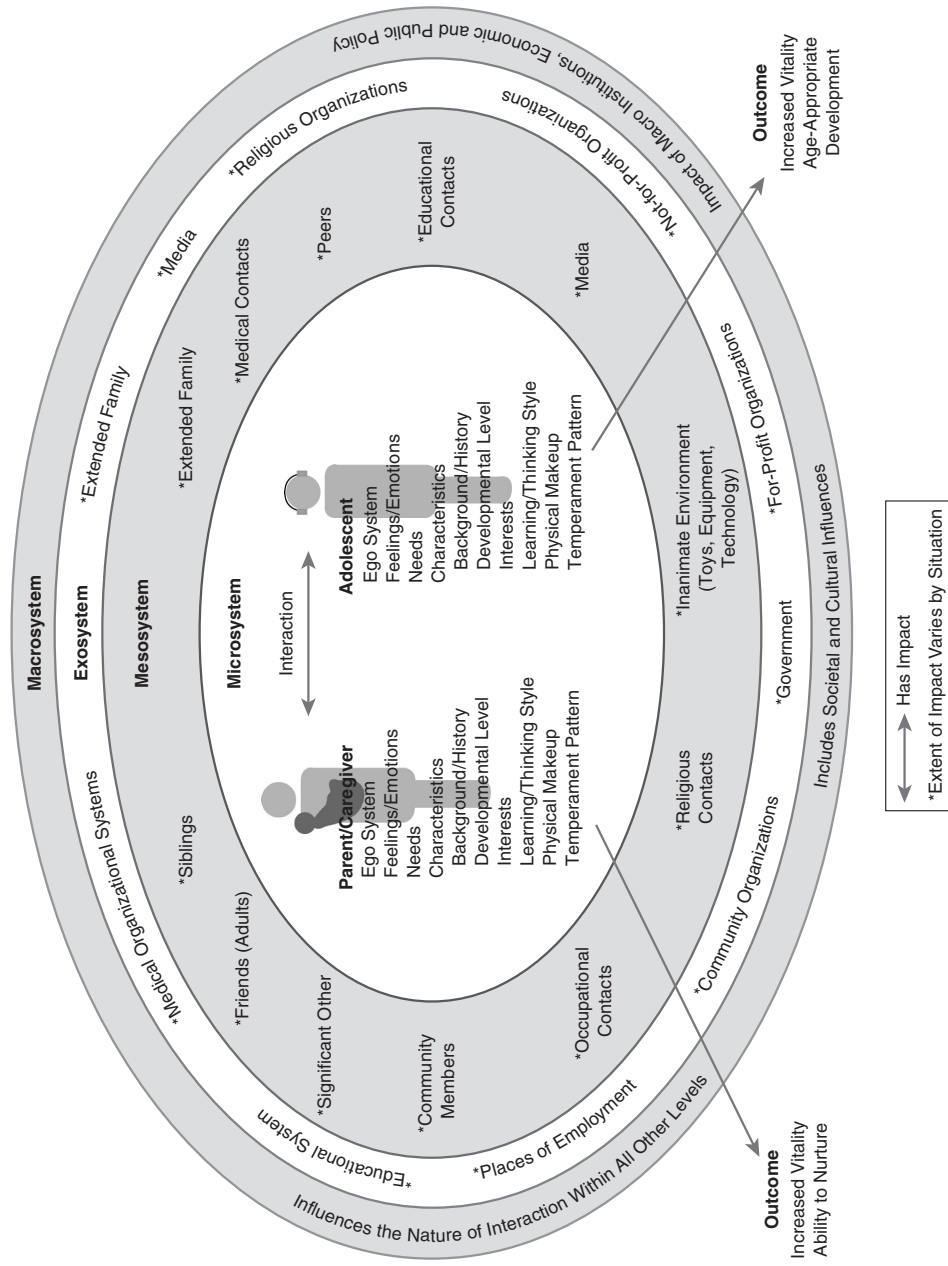 Macrosystem
Exosystem
Mesosystem
Microsystem
Interaction
Parent/Caregiver
Ego System
Feelings/Emotions
Needs
Characteristics
Background/History
Developmental Level
Interests
Learning/Thinking Style
Physical Makeup
Temperament Pattern
Adolescent
Ego System
Feelings/Emotions
Needs
Characteristics
Background/History
Developmental Level
Interests
Learning/Thinking Style
Physical Makeup
Temperament Pattern
*Siblings
*Friends (Adults)
*Significant Other
*Community
Members
*Occupational
Contacts
*Religious
Contacts
*Inanimate Environment
(Toys, Equipment,
Technology)
*Media
*Educational
Contacts
*Peers
*Medical Contacts
*Extended Family
*Medical Organizational Systems
*Educational System
*Places of Employment
*Community Organizations
*Government
*For-Profit Organizations
*Not-for-Profit Organizations
*Religious Organizations
*Media
*Extended Family
Influences the Nature of Interaction Within All Other Levels
Includes Societal and Cultural Influences
Impact of Macro Institutions, Economic and Public Policy
Outcome
Increased Vitality
Ability to Nurture
Outcome
Increased Vitality
Age-Appropriate
Development
Has Impact
*Extent of Impact Varies by Situation